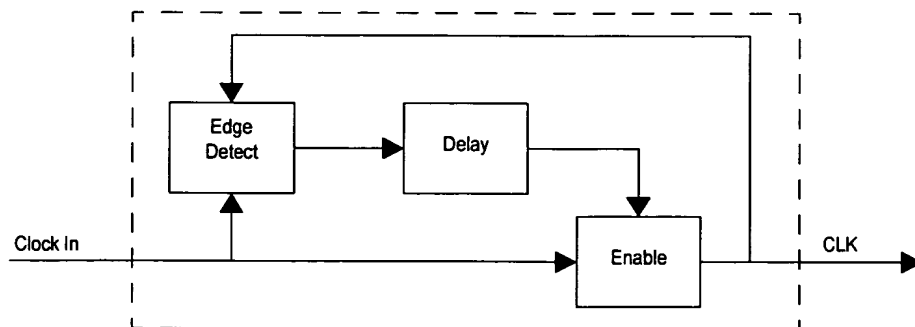 Edge
Detect
Delay
Clock In
Enable
CLK